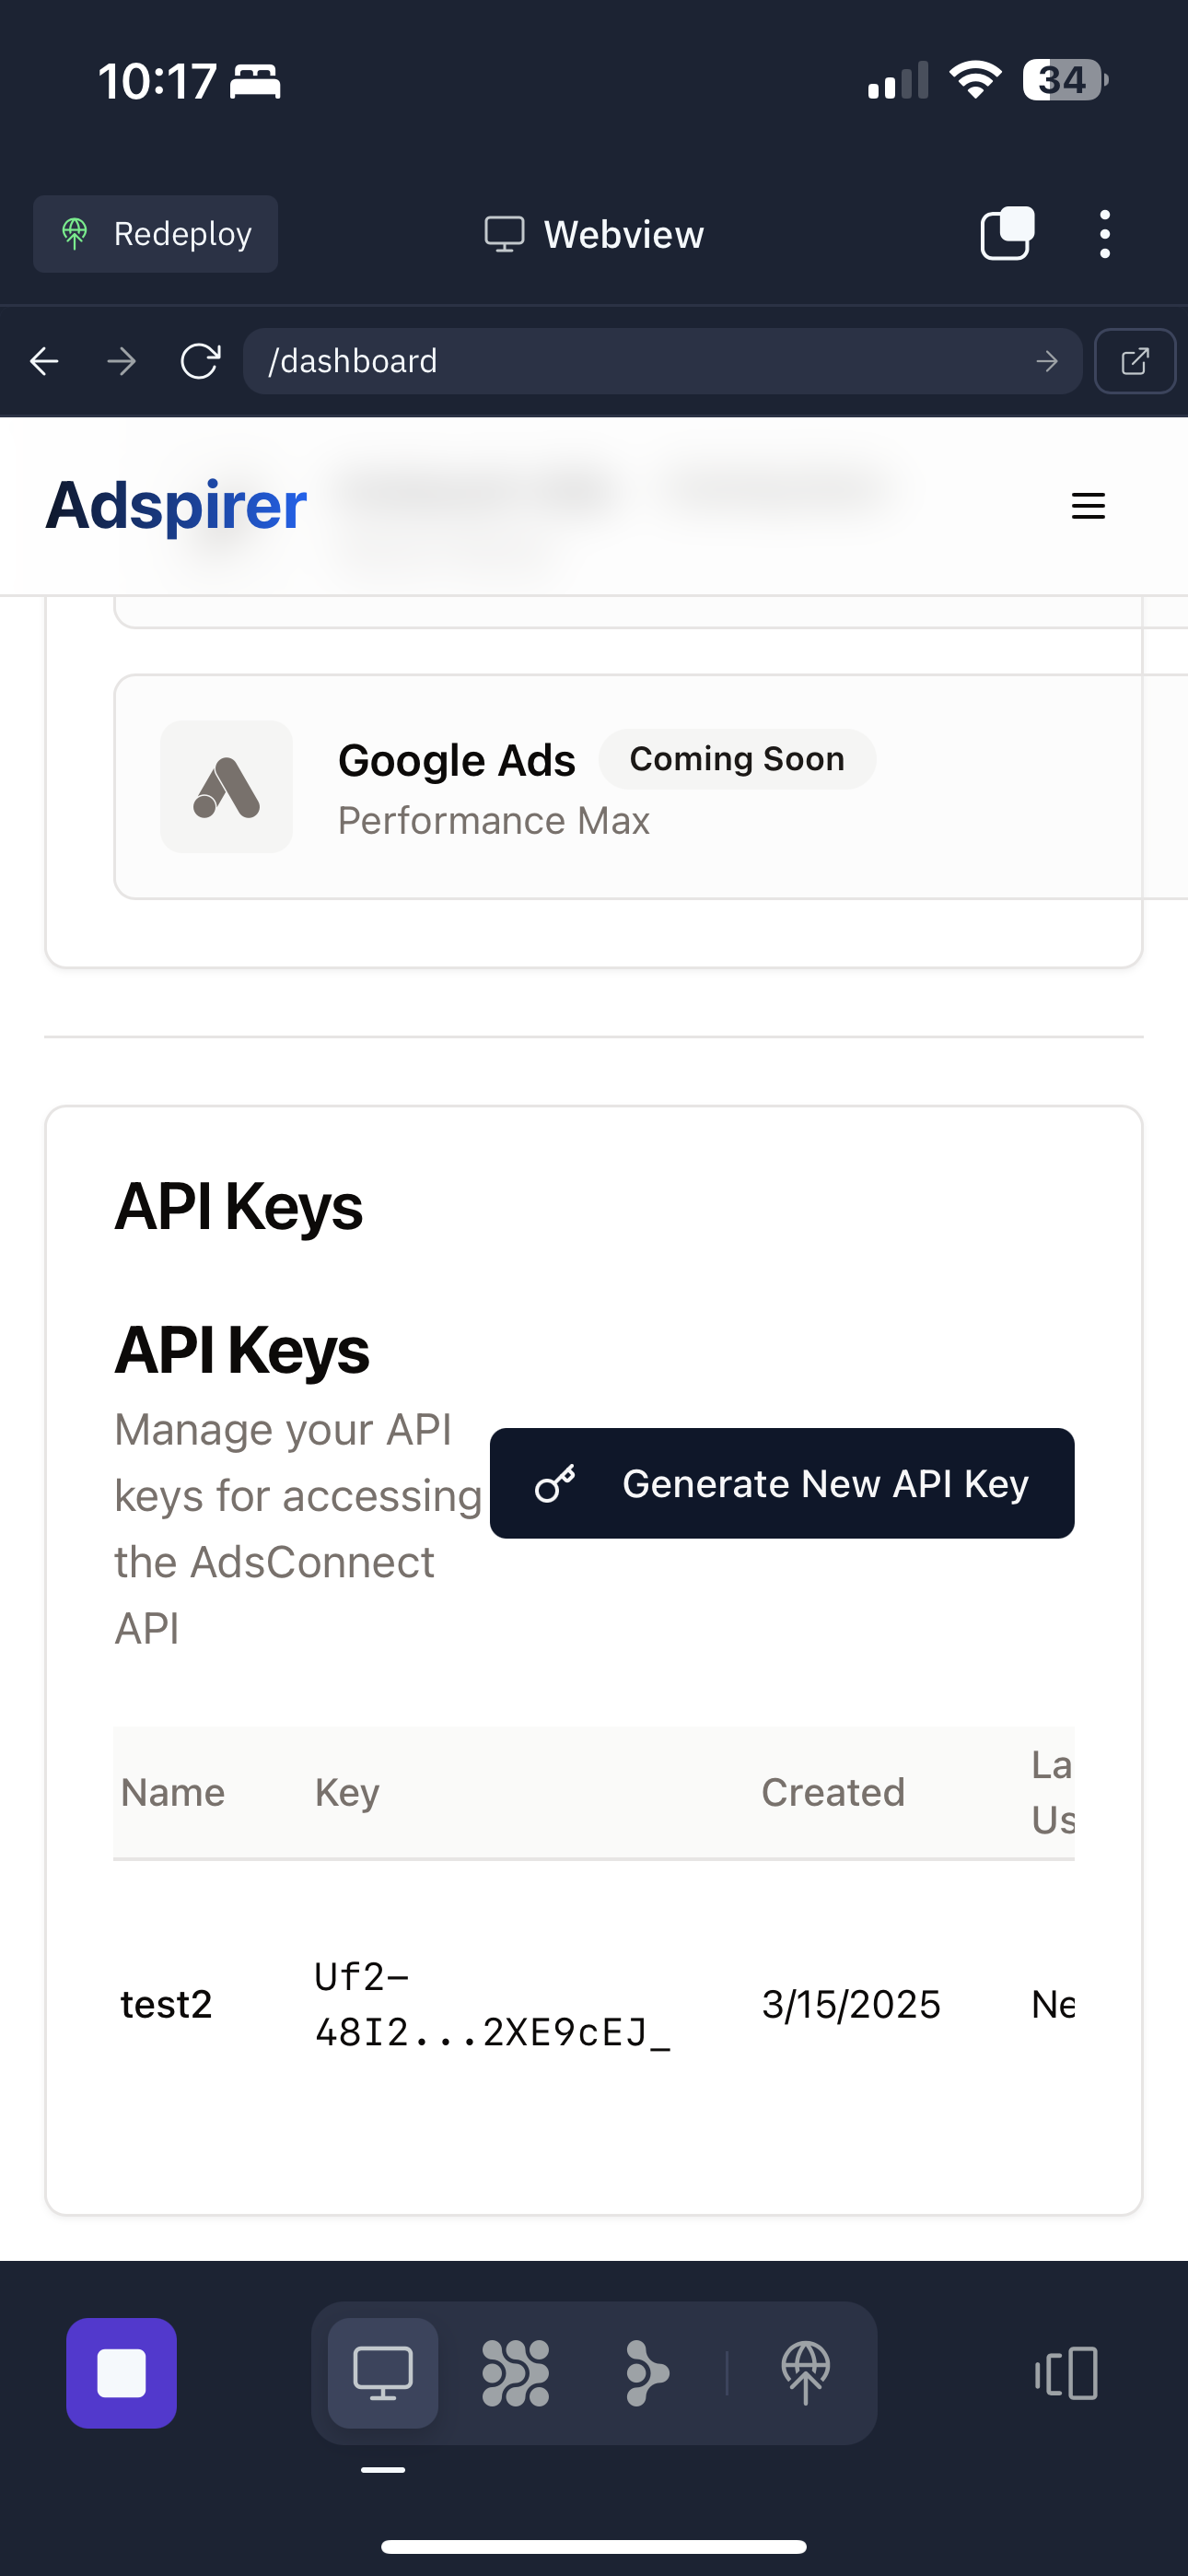 10:17
34
Redeploy
Webview
/dashboard
Adspirer
Google Ads
Coming Soon
Performance Max
API Keys
API Keys
Manage your API
keys for accessing
the AdsConnect
API
Generate New API Key
Name
Key
Created
La
Us
test2
Uf2-
48I2...2XE9cEJ_
3/15/2025
Ne